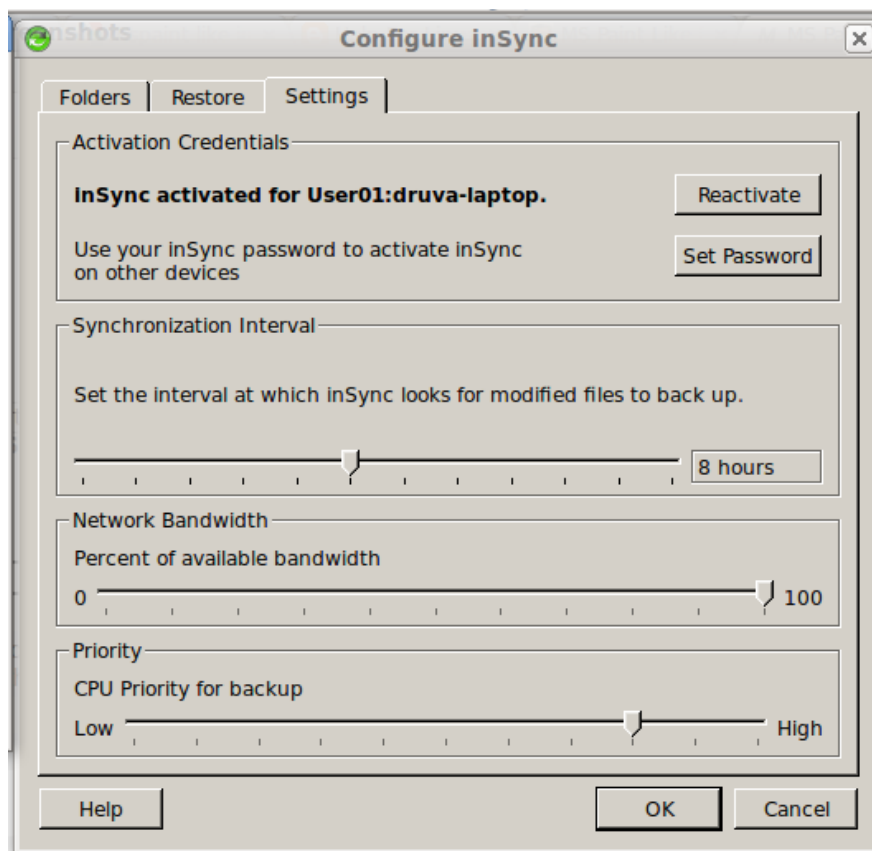 Configure inSync
Folders
Restore
Settings
Activation Credentials
inSync activated for User01:druva-laptop.
Reactivate
Use your inSync password to activate inSync
on other devices
Set Password
Synchronization Interval
Set the interval at which inSync looks for modified files to back up.
8 hours
Network Bandwidth
Percent of available bandwidth
0
100
Priority
CPU Priority for backup
Low
High
Help
OK
Cancel